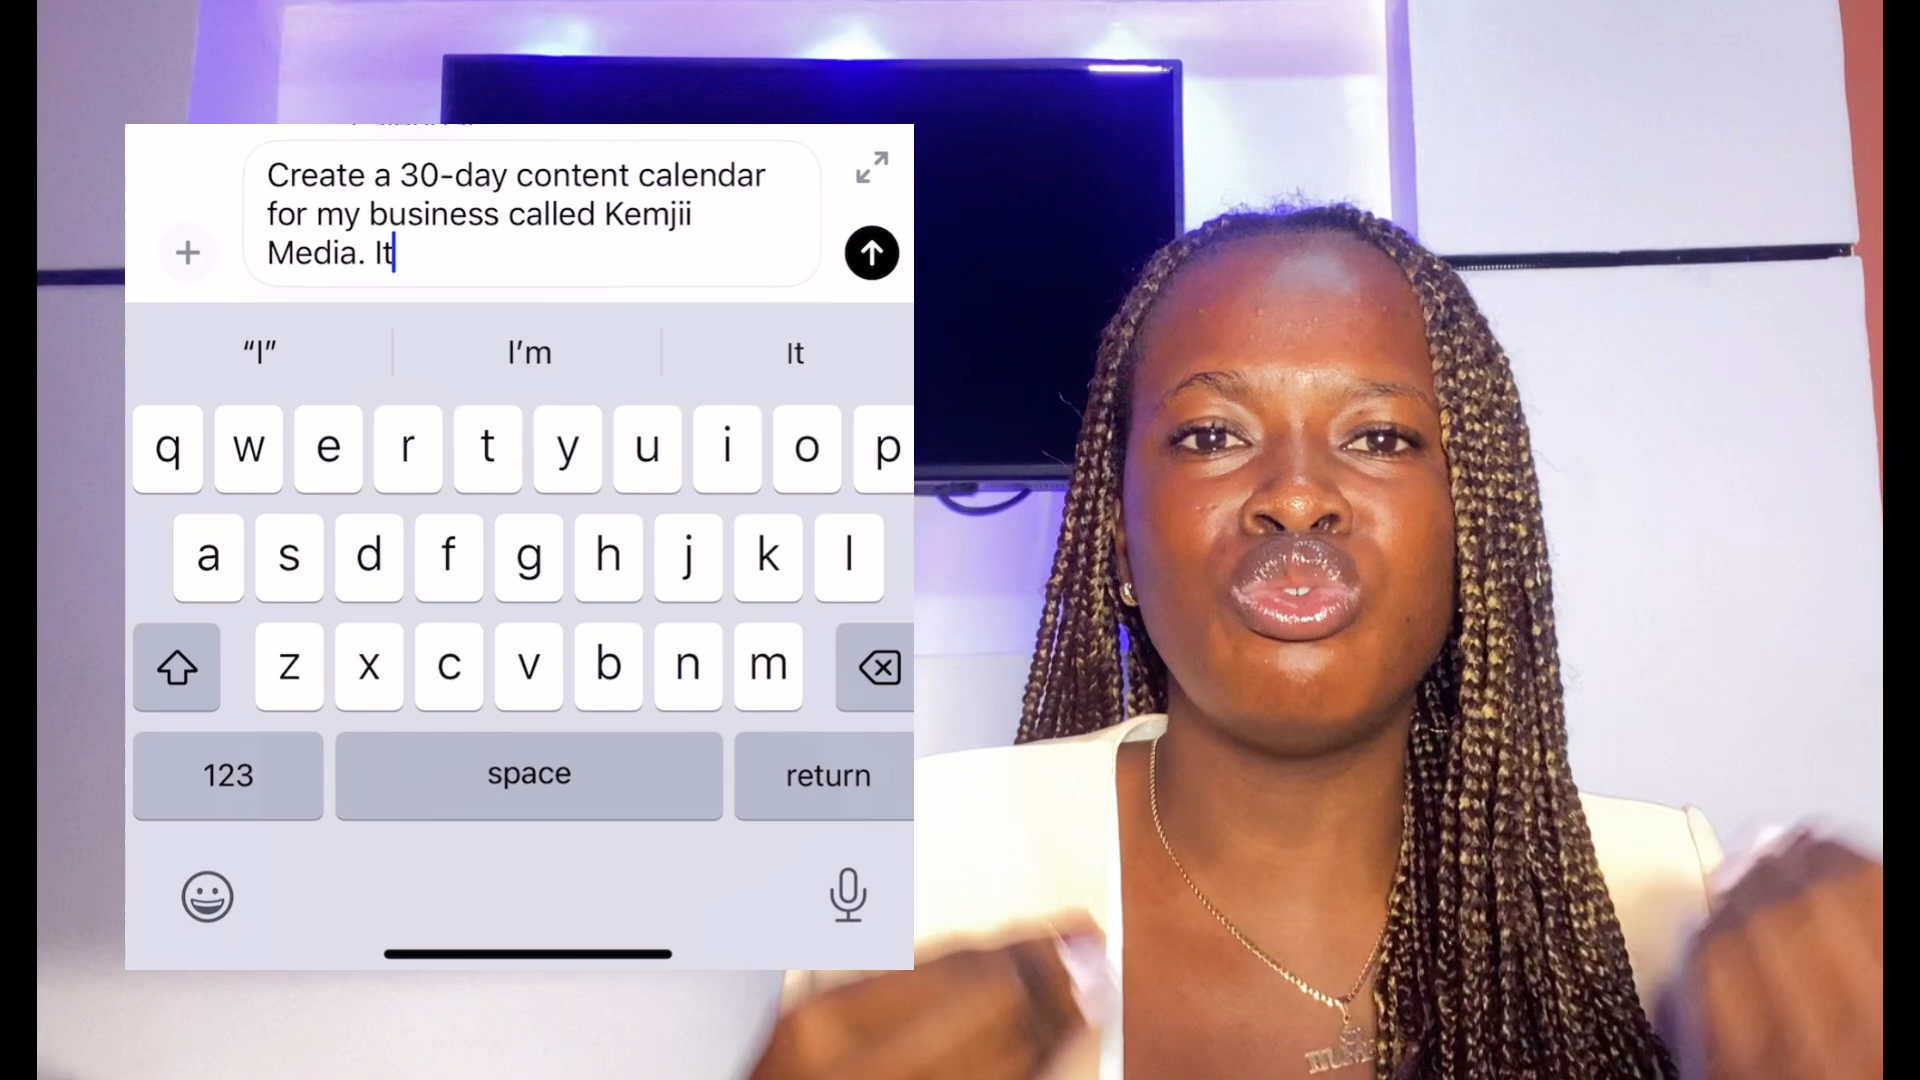 Create a 30-day content calendar
for my business called Kemjii
Media. It
“I” I’m It
q w e r t y u i o p
a s d f g h j k l
z x c v b n m
123 space return